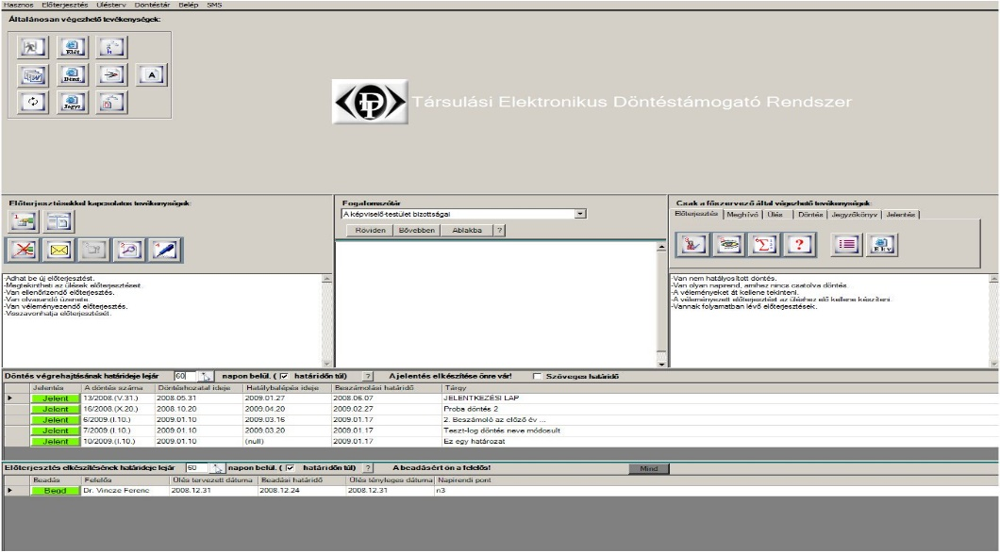 Hasznos Előterjesztés Ülésterv Döntéstár Belép SMS
Általánosan végezhető tevékenységek:
Előt.
Dönt.
A
Jegyz
Társulási Elektronikus Döntéstámogató Rendszer
Előterjesztésekkel kapcsolatos tevékenységek:
Fogalomszótár
A képviselő-testület bizottságai
Röviden Bővebben Ablakba ?
Csak a főszervező által végezhető tevékenységek:
Előterjesztés Meghívó Ülés Döntés Jegyzőkönyv Jelentés
-Adhat be új előterjesztést.
-Megtekintheti az ülések előterjesztéseit.
-Van ellenőrizendő előterjesztés.
-Van olvasandó üzenete.
-Van véleményezendő előterjesztés.
-Visszavonhatja előterjesztését.
-Van nem hatályosított döntés.
-Van olyan napirend, amihez nincs csatolva döntés.
-A véleményeket át kellene tekinteni.
-A véleményezett előterjesztést az üléshez elő kellene készíteni.
-Vannak folyamatban lévő előterjesztések.
Döntés végrehajtásának határideje lejár 60 napon belül. ( határidőn túl) ? A jelentés elkészítése önre vár! Szöveges határidő
Jelentés A döntés száma Döntéshozatal ideje Hatálybalépés ideje Beszámolási határidő Tárgy
Jelent 13/2008.(V.31.) 2008.05.31 2009.01.27 2008.06.07 JELENTKEZÉSI LAP
Jelent 16/2008.(X.20.) 2008.10.20 2009.04.20 2009.02.27 Proba döntés 2
Jelent 6/2009.(I.10.) 2009.01.10 2009.03.16 2009.01.17 2. Beszámoló az előző év ...
Jelent 7/2009.(I.10.) 2009.01.10 2009.03.20 2009.01.17 Teszt-log döntés neve módosult
Jelent 10/2009.(I.10.) 2009.01.10 (null) 2009.01.17 Ez egy határozat
Előterjesztés elkészítésének határideje lejár 60 napon belül. ( határidőn túl) ? A beadásért ön a felelős! Mind
Beadás Felelős Ülés tervezett dátuma Beadási határidő Ülés tényleges dátuma Napirendi pont
Bead Dr. Vincze Ferenc 2008.12.31 2008.12.24 2008.12.31 n3